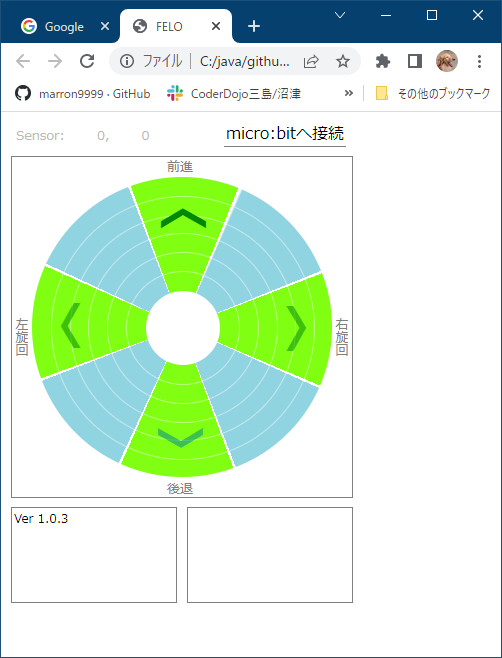 Google
FELO
ファイル
C:/java/githu...
marron9999 · GitHub
CoderDojo三島/沼津
»
その他のブックマーク
Sensor: 0, 0
micro:bitへ接続
前進
左旋回
右旋回
後退
Ver 1.0.3